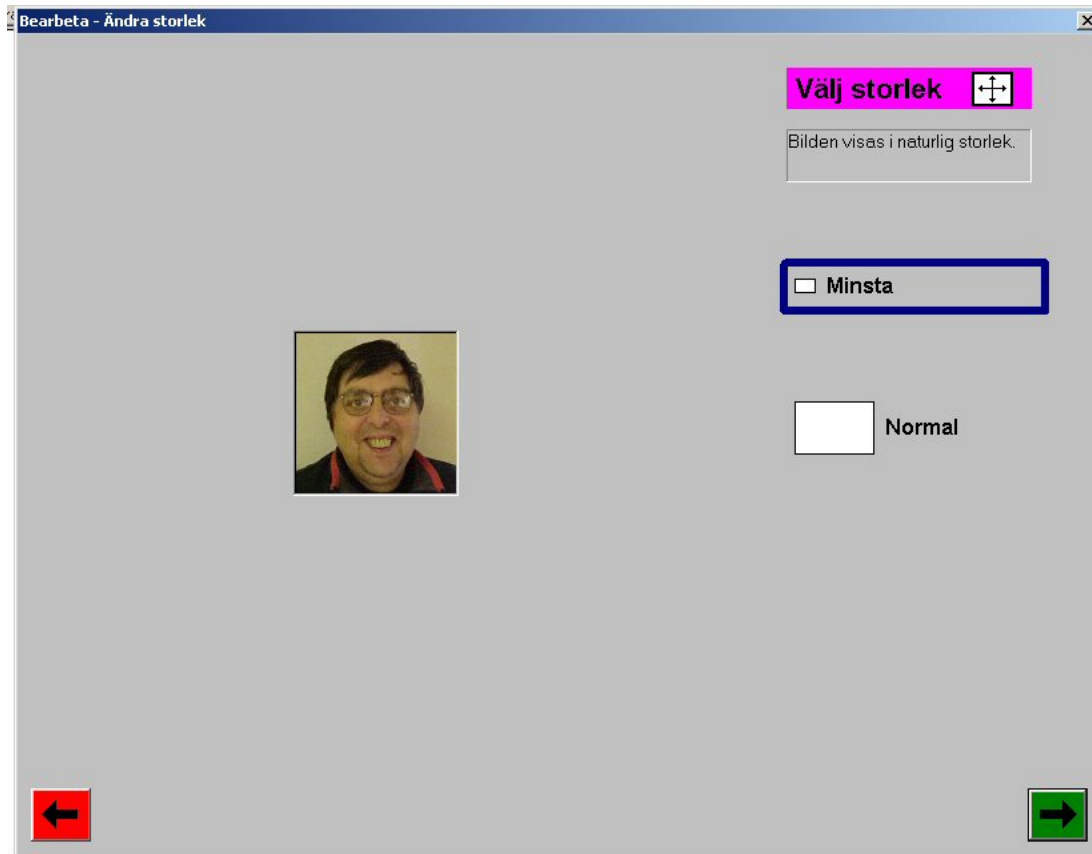 Bearbeta - Ändra storlek
Välj storlek
Bilden visas i naturlig storlek.
Minsta
Normal